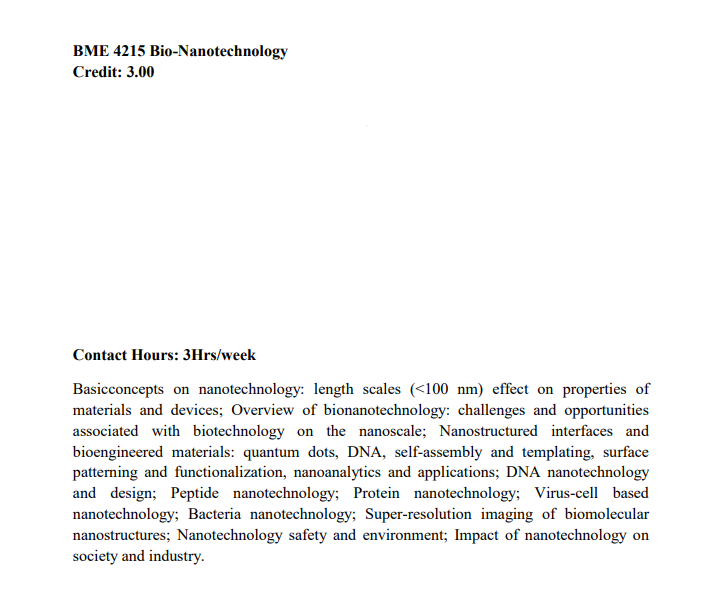 BME 4215 Bio-Nanotechnology
Credit: 3.00
Contact Hours: 3Hrs/week
Basicconcepts on nanotechnology: length scales (<100 nm) effect on properties of
materials and devices; Overview of bionanotechnology: challenges and opportunities
associated with biotechnology on the nanoscale; Nanostructured interfaces and
bioengineered materials: quantum dots, DNA, self-assembly and templating, surface
patterning and functionalization, nanoanalytics and applications; DNA nanotechnology
and design; Peptide nanotechnology; Protein nanotechnology; Virus-cell based
nanotechnology; Bacteria nanotechnology; Super-resolution imaging of biomolecular
nanostructures; Nanotechnology safety and environment; Impact of nanotechnology on
society and industry.